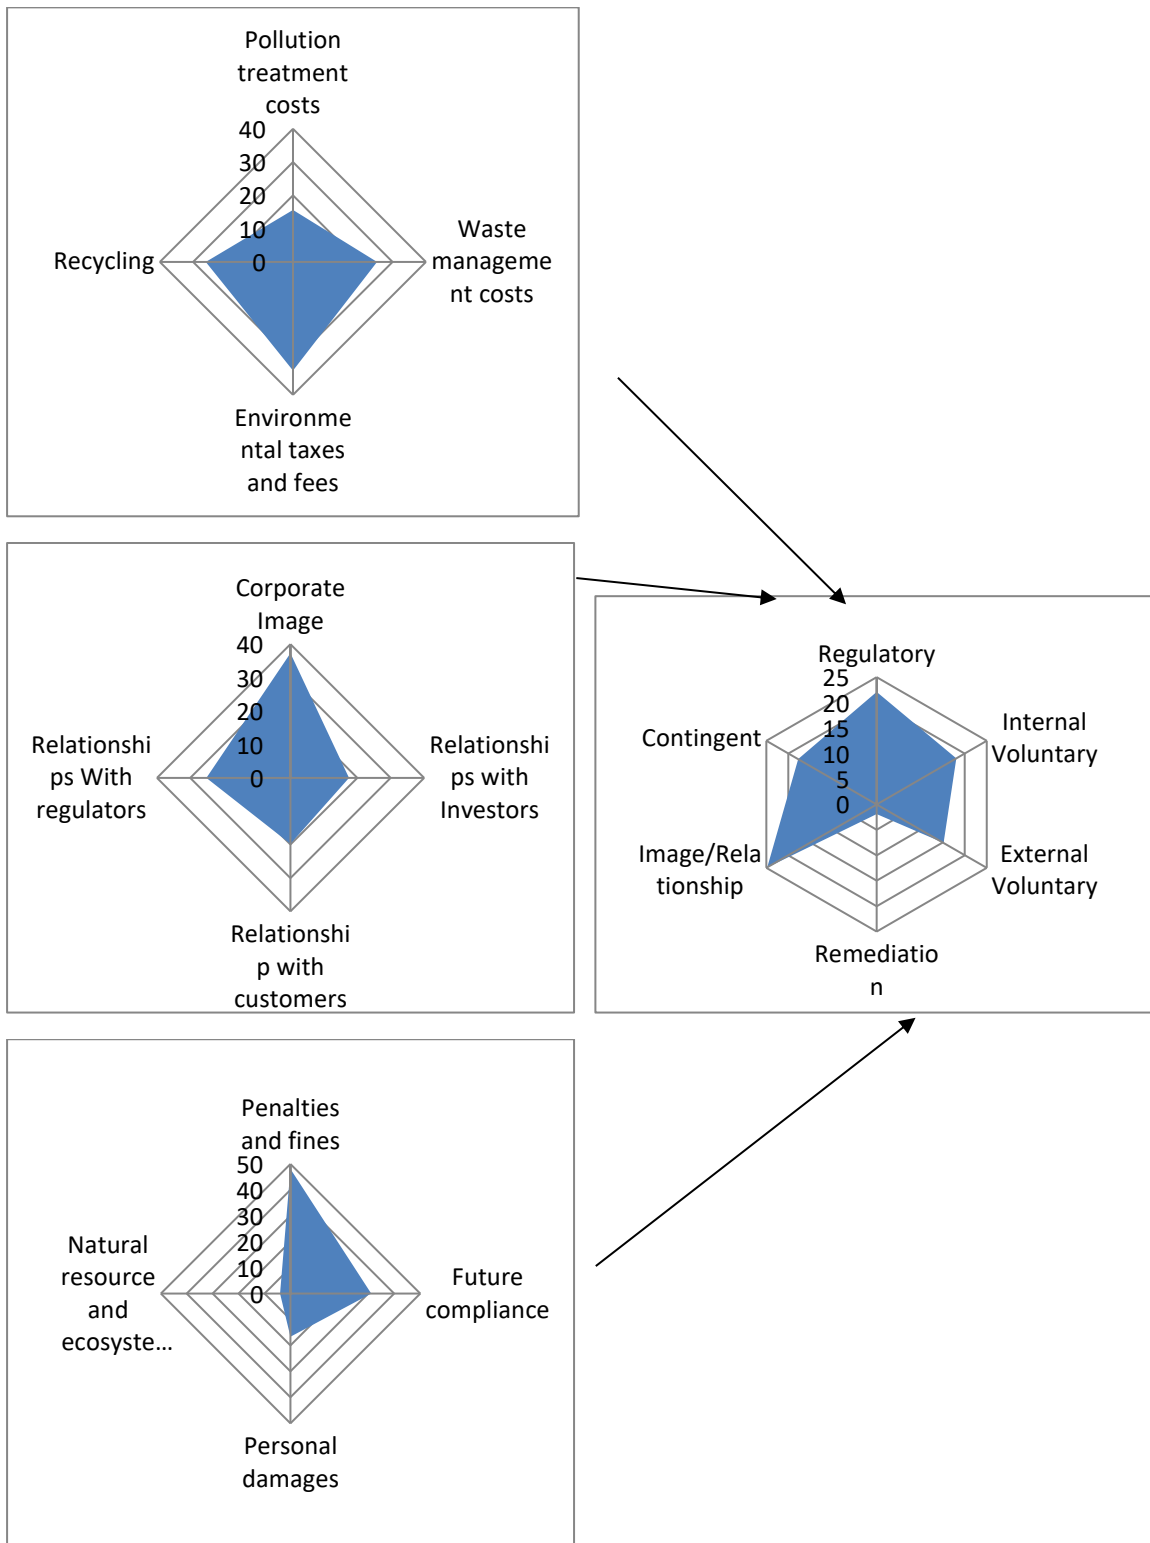 Pollution
treatment
costs
40
30
20
10
0
Waste
manageme
nt costs
Environme
ntal taxes
and fees
Recycling
Corporate
Image
40
30
20
10
0
Relationshi
ps with
Investors
Relationshi
p with
customers
Relationshi
ps With
regulators
Regulatory
25
20
15
10
5
0
Internal
Voluntary
External
Voluntary
Remediatio
n
Image/Rela
tionship
Contingent
Penalties
and fines
50
40
30
20
10
0
Future
compliance
Personal
damages
Natural
resource
and
ecosyste...